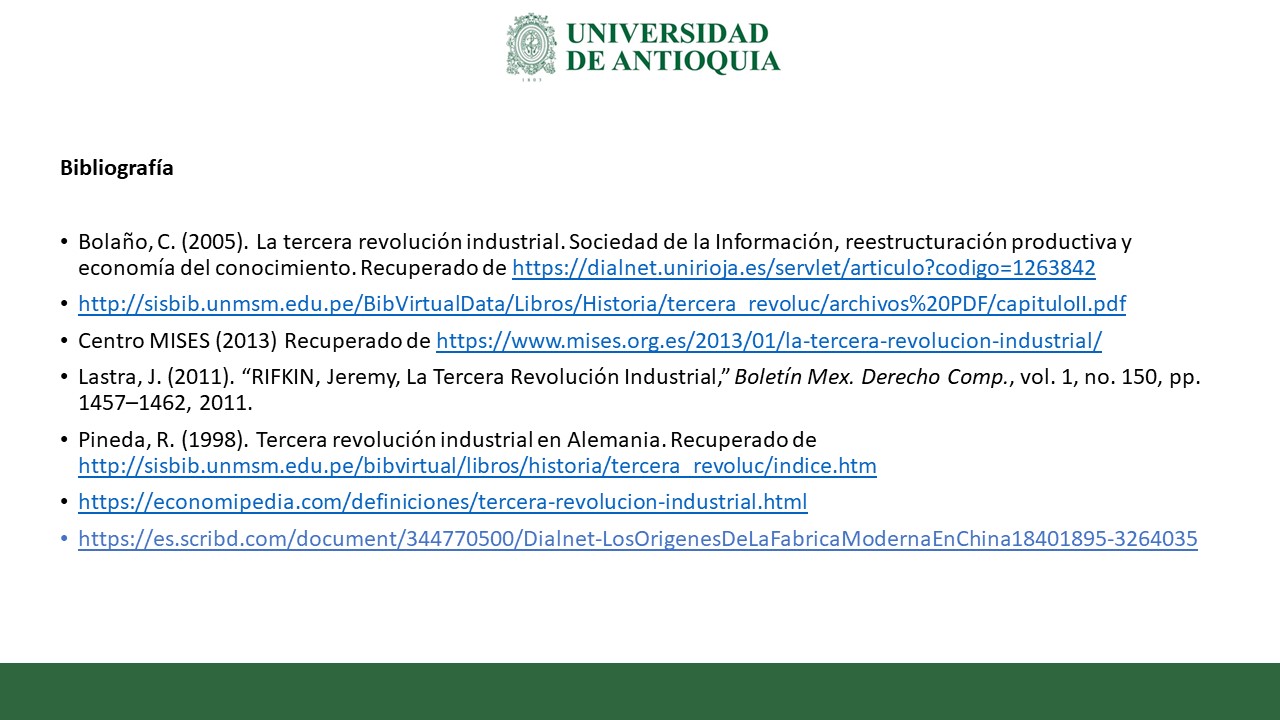 UNIVERSIDAD
DE ANTIOQUIA
1803
Bibliografía
• Bolaño, C. (2005). La tercera revolución industrial. Sociedad de la Información, reestructuración productiva y
economía del conocimiento. Recuperado de https://dialnet.unirioja.es/servlet/articulo?codigo=1263842
• http://sisbib.unmsm.edu.pe/BibVirtualData/Libros/Historia/tercera_revoluc/archivos%20PDF/capituloII.pdf
• Centro MISES (2013) Recuperado de https://www.mises.org.es/2013/01/la-tercera-revolucion-industrial/
• Lastra, J. (2011). “RIFKIN, Jeremy, La Tercera Revolución Industrial,” Boletín Mex. Derecho Comp., vol. 1, no. 150, pp.
1457–1462, 2011.
• Pineda, R. (1998). Tercera revolución industrial en Alemania. Recuperado de
http://sisbib.unmsm.edu.pe/bibvirtual/libros/historia/tercera_revoluc/indice.htm
• https://economipedia.com/definiciones/tercera-revolucion-industrial.html
• https://es.scribd.com/document/344770500/Dialnet-LosOrigenesDeLaFabricaModernaEnChina18401895-3264035